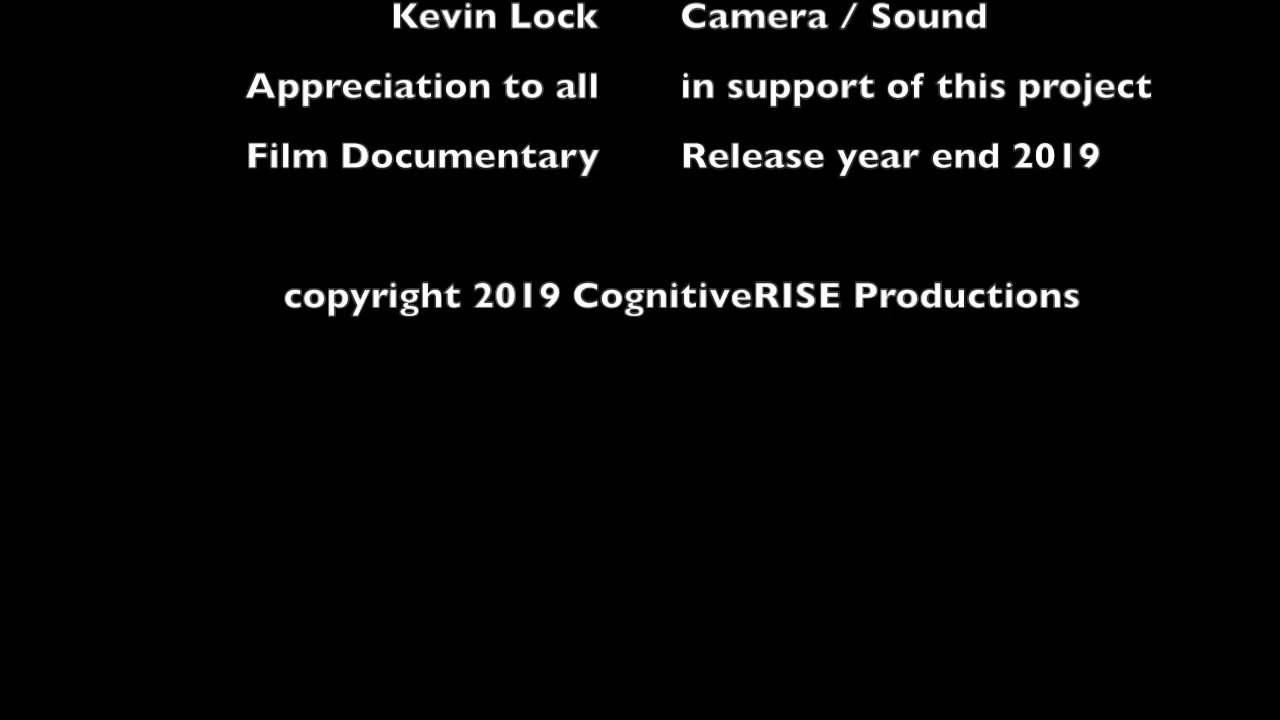 Kevin Lock Camera / Sound
Appreciation to all in support of this project
Film Documentary Release year end 2019
copyright 2019 CognitiveRISE Productions